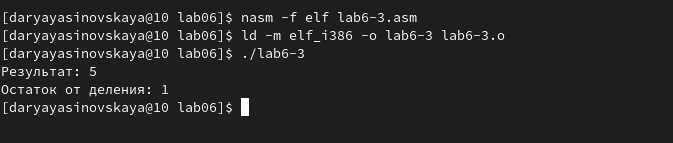 [daryayasinovskaya@10 lab06]$ nasm -f elf lab6-3.asm
[daryayasinovskaya@10 lab06]$ ld -m elf_i386 -o lab6-3 lab6-3.o
[daryayasinovskaya@10 lab06]$ ./lab6-3
Результат: 5
Остаток от деления: 1
[daryayasinovskaya@10 lab06]$